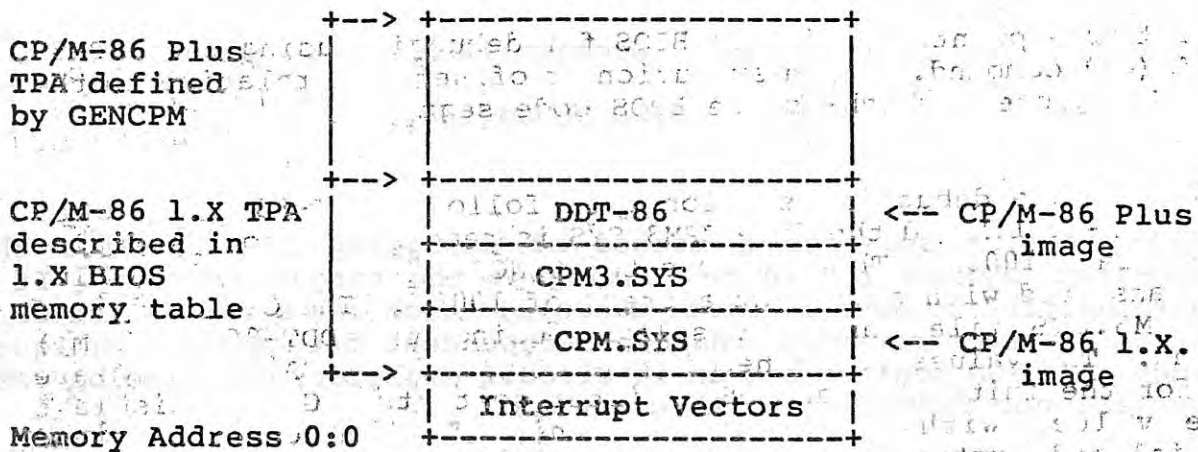 +--> +--------------------+
CP/M-86 Plus | | |
TPA defined | | |
by GENCPM | | |
| | |
+--> +--------------------+
CP/M-86 1.X TPA | | DDT-86 | <-- CP/M-86 Plus
described in | +--------------------+ image
1.X BIOS | | CPM3.SYS |
memory table | +--------------------+
| | CPM.SYS | <-- CP/M-86 1.X.
+--> +--------------------+ image
| Interrupt Vectors |
Memory Address 0:0 +--------------------+